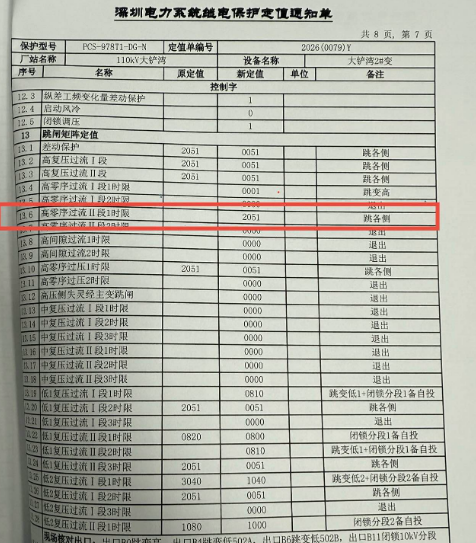 深圳电力系统继电保护定值通知单
共 8 页, 第 7 页
保护型号 PCS-978T1-DG-N 定值单编号 2026(0079)Y
厂站名称 110kV大铲湾 设备名称 大铲湾2#变
序号 名称 原定值 新定值 单位 备注
控制字
12.3 纵差工频变化量差动保护 1
12.4 启动风冷 0
12.5 闭锁调压 1
13 跳闸矩阵定值
13.1 差动保护 2051 0051 跳各侧
13.2 高复压过流Ⅰ段 2051 0051 跳各侧
13.3 高复压过流Ⅱ段 2051 0051 跳各侧
13.4 高零序过流Ⅰ段1时限 0001 跳变高
高零序过流Ⅰ段2时限 0000 退出
13.6 高零序过流Ⅱ段1时限 2051 跳各侧
高零序过流Ⅱ段2时限 0000 退出
13.8 高间隙过流1时限 0000 退出
13.9 高间隙过流2时限 0000 退出
13.10 高零序过压1时限 2051 0051 跳各侧
13.11 高零序过压2时限 0000 退出
13.12 高压侧失灵经主变跳闸 0000 退出
13.13 中复压过流Ⅰ段1时限 0000 退出
13.14 中复压过流Ⅰ段2时限 0000 退出
13.15 中复压过流Ⅰ段3时限 0000 退出
13.16 中复压过流Ⅱ段1时限 0000 退出
13.17 中复压过流Ⅱ段2时限 0000 退出
13.18 中复压过流Ⅱ段3时限 0000 退出
13.19 低1复压过流Ⅰ段1时限 0810 跳变低1+闭锁分段1备自投
13.20 低1复压过流Ⅰ段2时限 2051 0051 跳各侧
13.21 低1复压过流Ⅰ段3时限 0000 退出
13.22 低1复压过流Ⅱ段1时限 0820 0800 闭锁分段1备自投
低1复压过流Ⅱ段2时限 0810 跳变低1+闭锁分段1备自投
低1复压过流Ⅱ段3时限 2051 0051 跳各侧
低2复压过流Ⅰ段1时限 3040 1040 跳变低2+闭锁分段2备自投
低2复压过流Ⅰ段2时限 2051 0051 跳各侧
低2复压过流Ⅰ段3时限 0000 退出
低2复压过流Ⅱ段1时限 1080 1000 闭锁分段2备自投
现场核对出口: 出口B0跳变高, 出口B4跳变低502A, 出口B6跳变低502B, 出口B11闭锁10kV分段